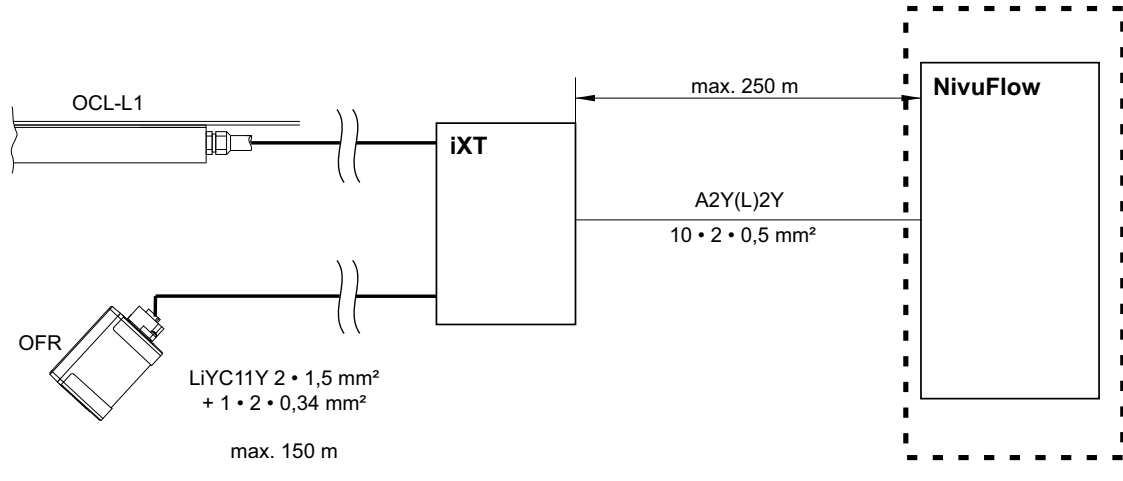 OCL-L1
iXT
max. 250 m
NivuFlow
A2Y(L)2Y
10 • 2 • 0,5 mm²
OFR
LiYC11Y 2 • 1,5 mm²
+ 1 • 2 • 0,34 mm²
max. 150 m